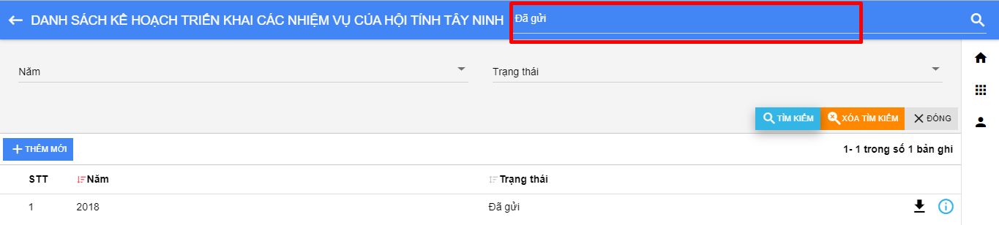 DANH SÁCH KẾ HOẠCH TRIỂN KHAI CÁC NHIỆM VỤ CỦA HỘI TỈNH TÂY NINH Đã gửi
Năm Trạng thái
TÌM KIẾM XÓA TÌM KIẾM ĐÓNG
THÊM MỚI 1- 1 trong số 1 bản ghi
STT Năm Trạng thái
1 2018 Đã gửi